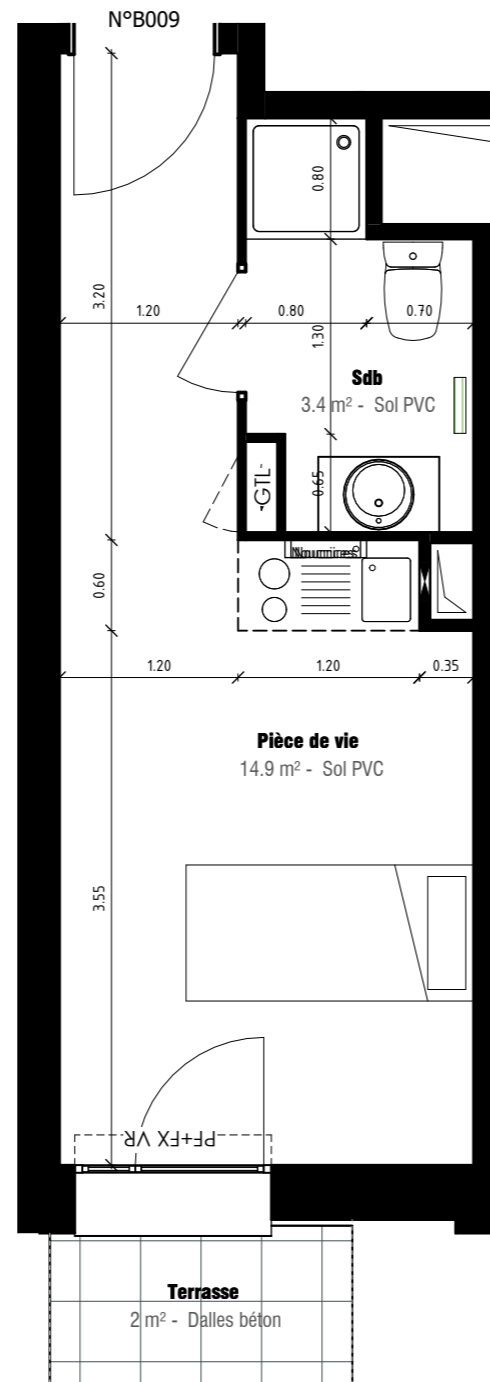 N°B009
0.80
3.20
1.20
0.80
0.70
1.30
Sdb
3.4 m² - Sol PVC
GTL
0.65
Nourrices
0.60
1.20
1.20
0.35
Pièce de vie
14.9 m² - Sol PVC
3.55
PF+FX VR
Terrasse
2 m² - Dalles béton